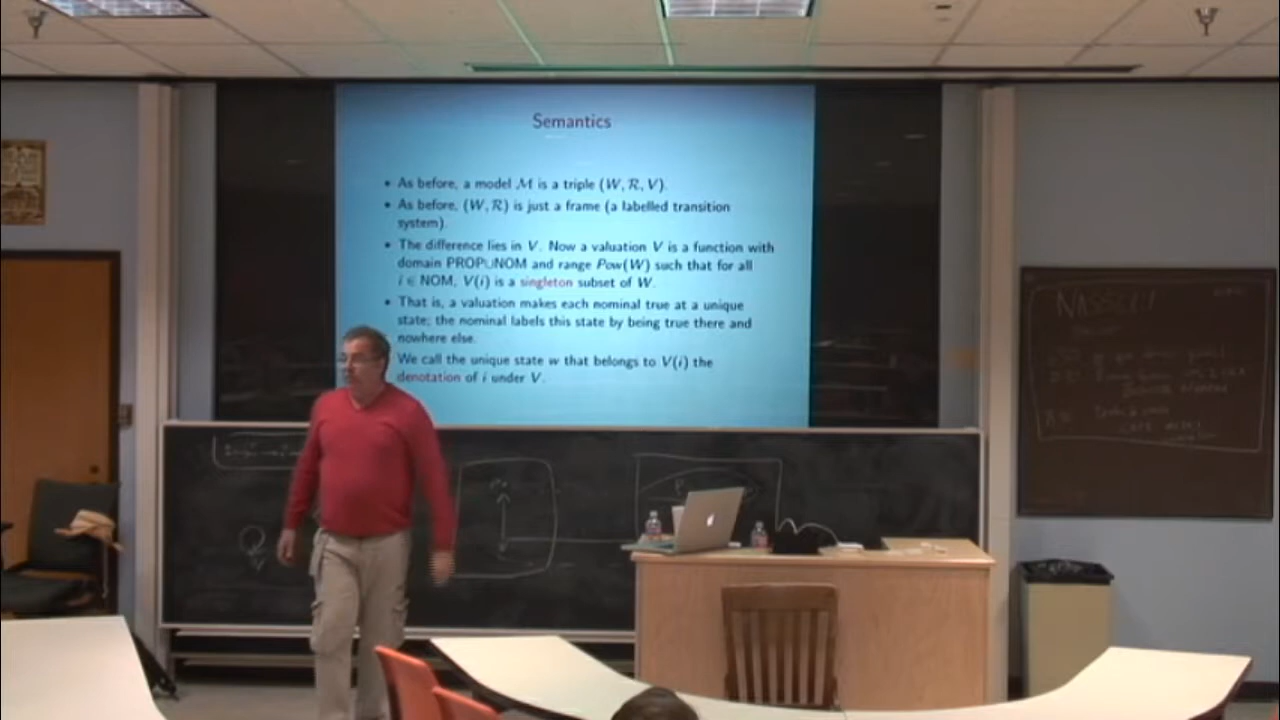 Semantics
• As before, a model M is a triple (W, R, V).
• As before, (W, R) is just a frame (a labelled transition
system).
• The difference lies in V. Now a valuation V is a function with
domain PROP∪NOM and range Pow(W) such that for all
i ∈ NOM, V(i) is a singleton subset of W.
• That is, a valuation makes each nominal true at a unique
state; the nominal labels this state by being true there and
nowhere else.
We call the unique state w that belongs to V(i) the
denotation of i under V.